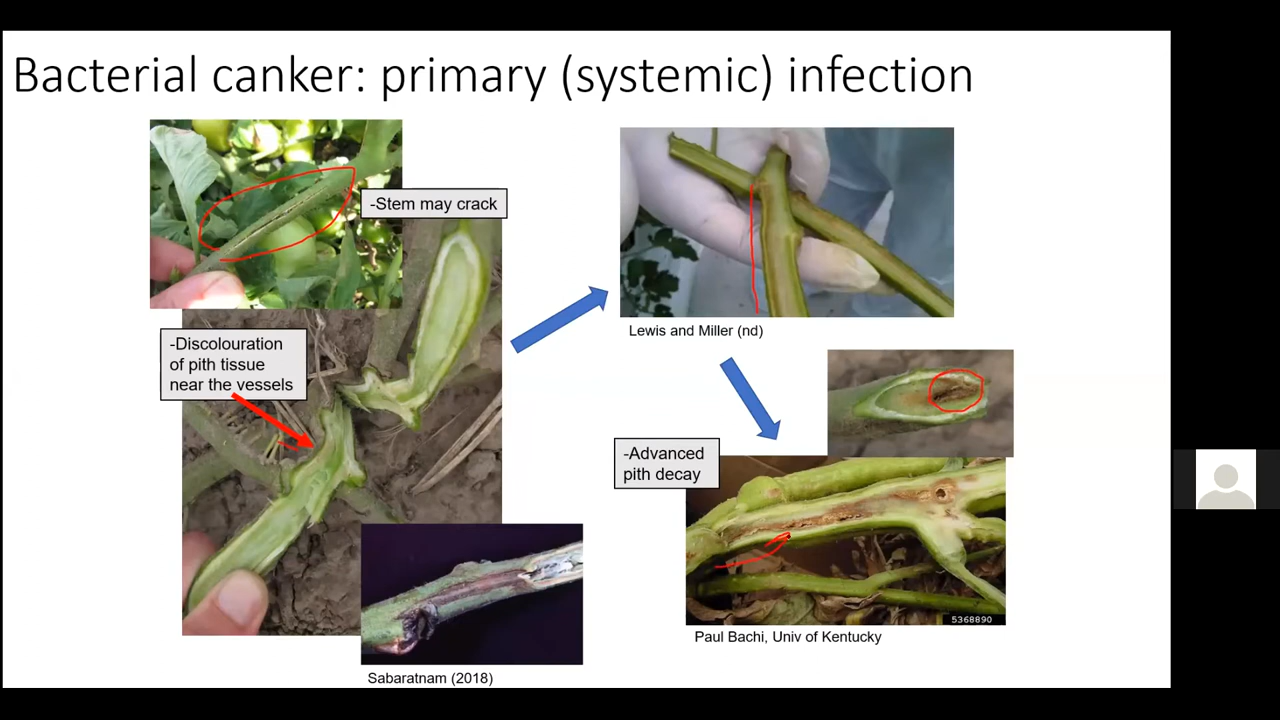 Bacterial canker: primary (systemic) infection
-Stem may crack
-Discolouration
of pith tissue
near the vessels
Lewis and Miller (nd)
-Advanced
pith decay
5368890
Paul Bachi, Univ of Kentucky
Sabaratnam (2018)